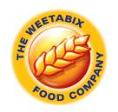 THE WEETABIX
FOOD COMPANY